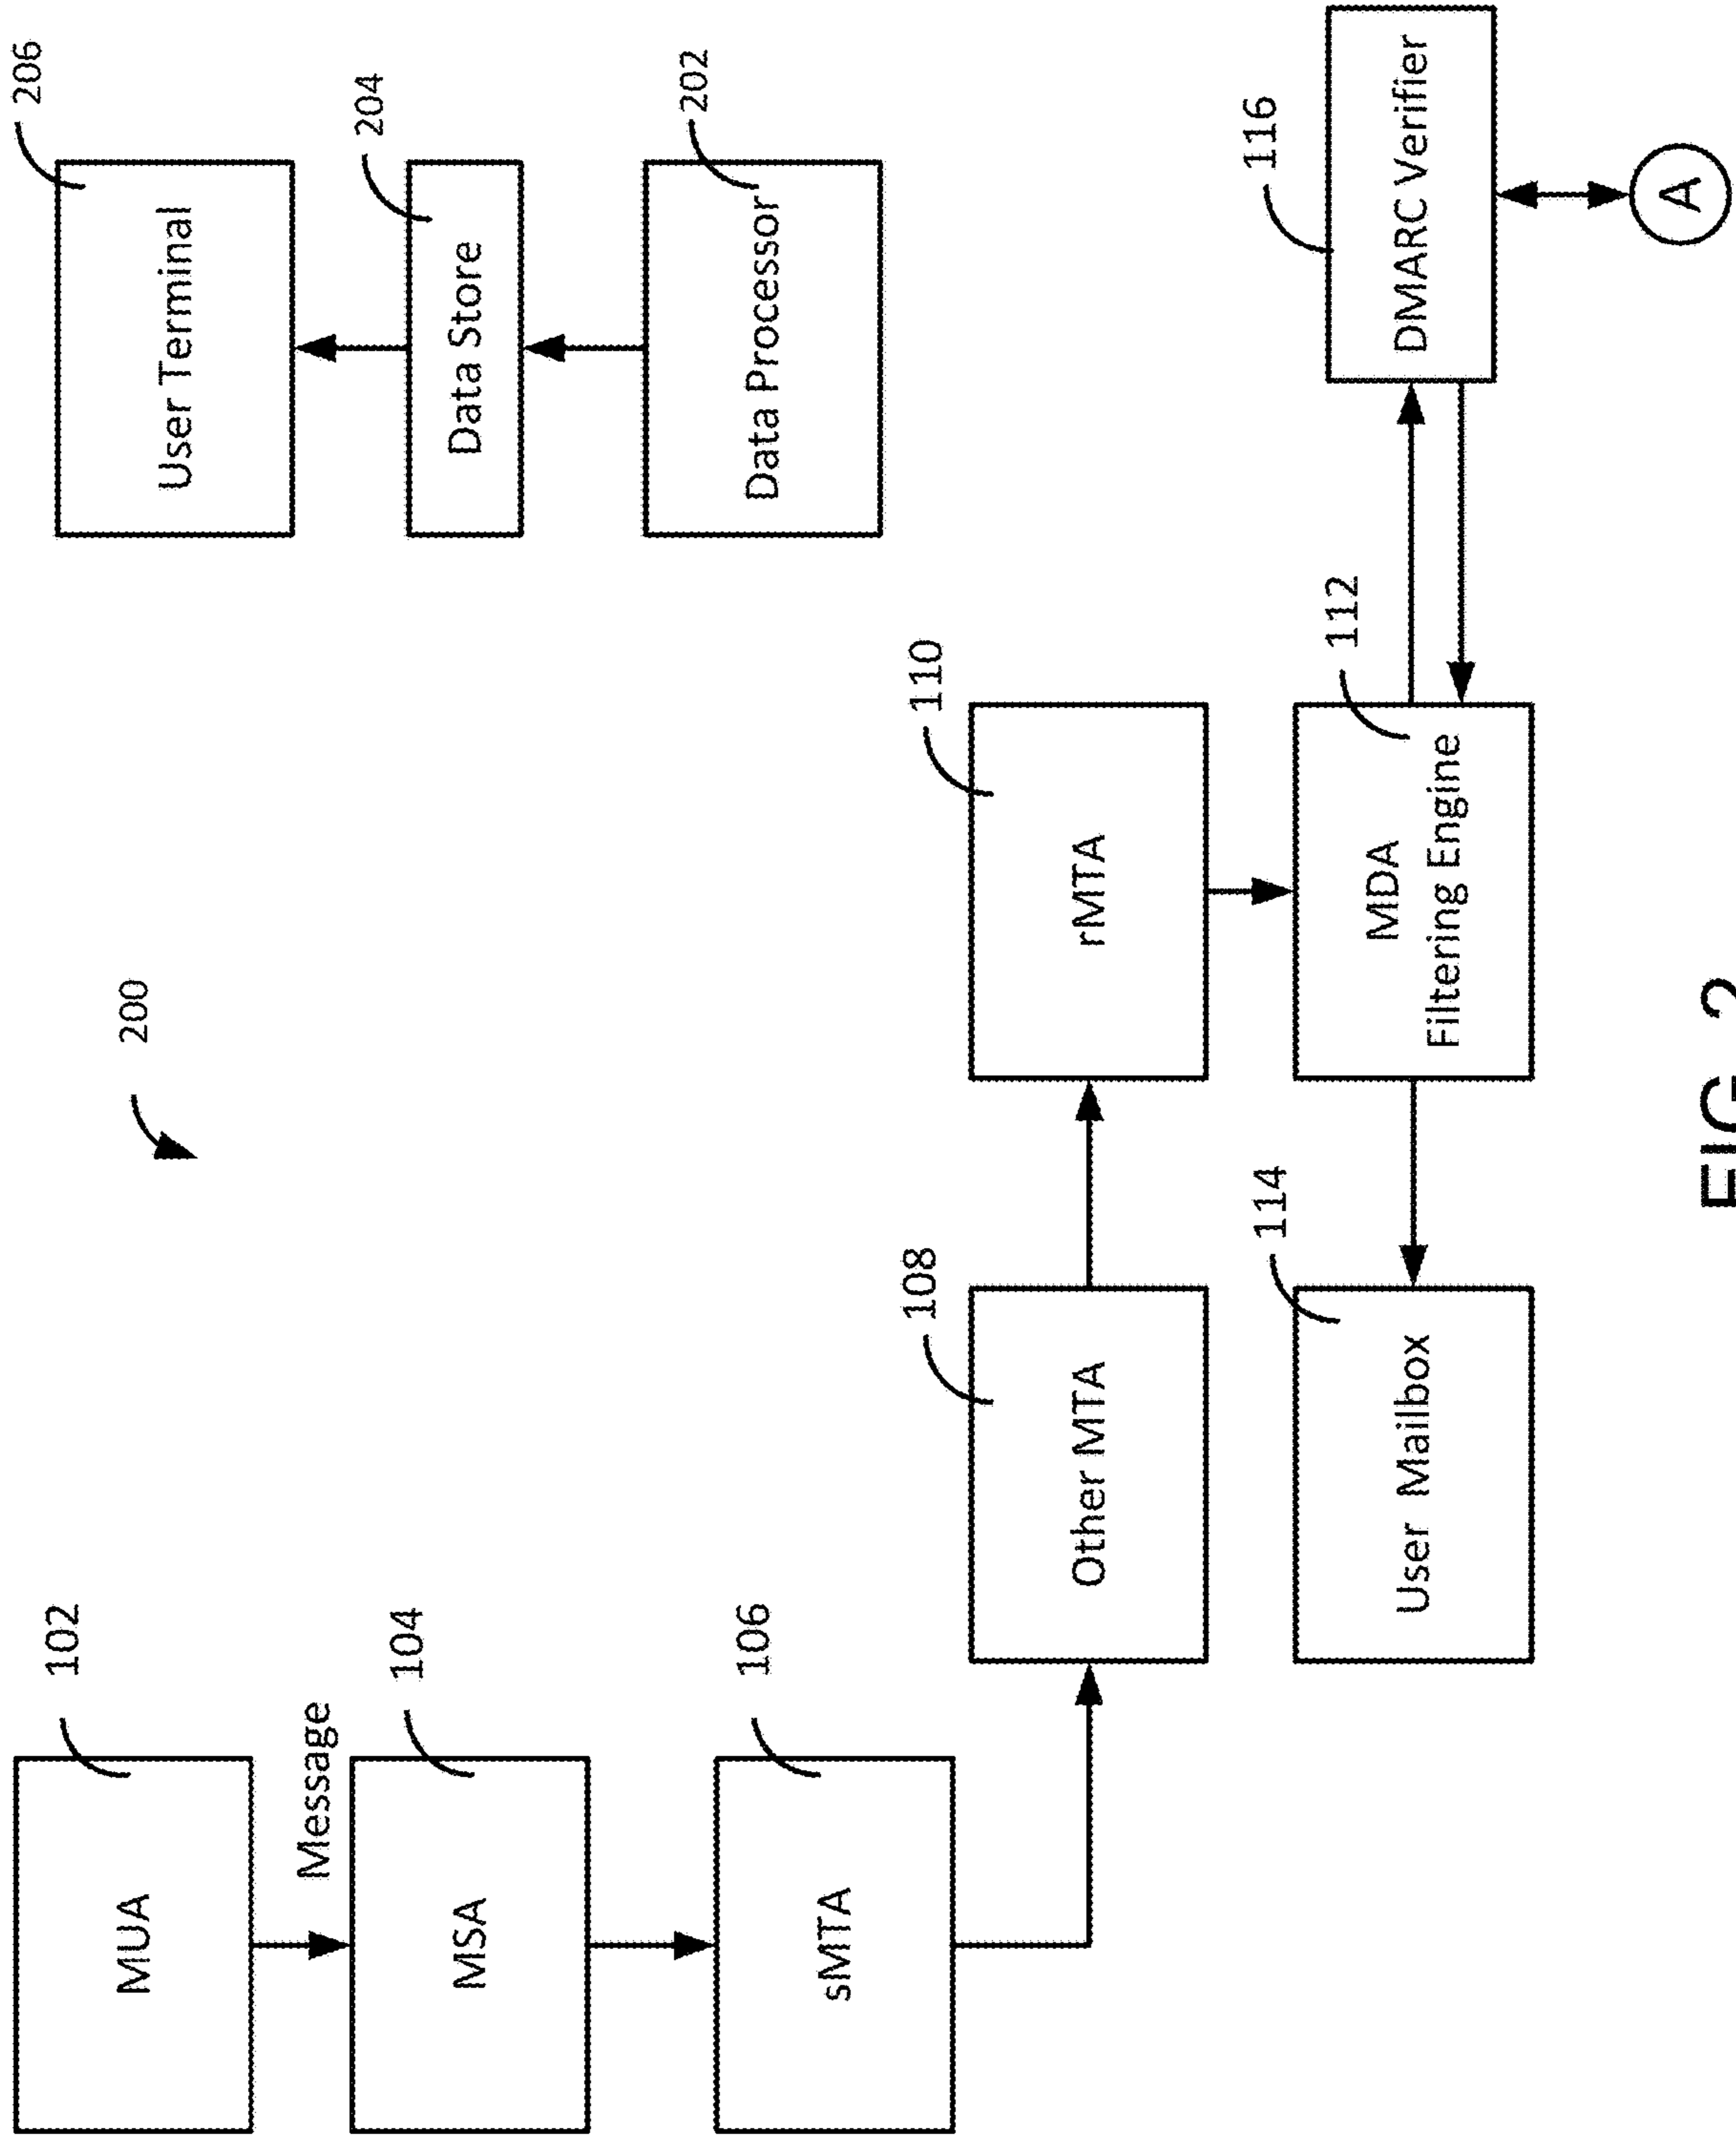 200
MUA
102
Message
MSA
104
sMTA
106
Other MTA
108
rMTA
110
User Mailbox
114
MDA
Filtering Engine
112
DMARC Verifier
116
A
User Terminal
206
Data Store
204
Data Processor
202
FIG. 2